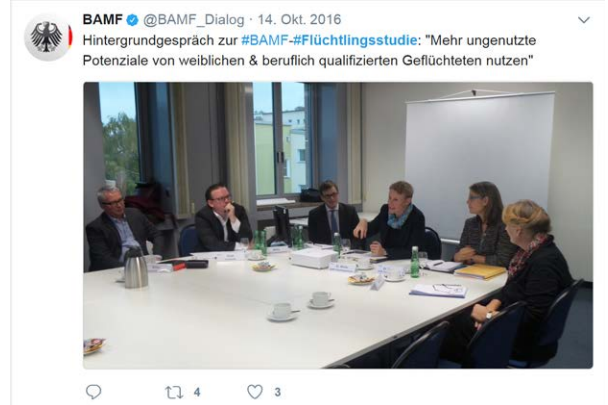 BAMF @BAMF_Dialog · 14. Okt. 2016
Hintergrundgespräch zur #BAMF-#Flüchtlingsstudie: "Mehr ungenutzte
Potenziale von weiblichen & beruflich qualifizierten Geflüchteten nutzen"
4 3